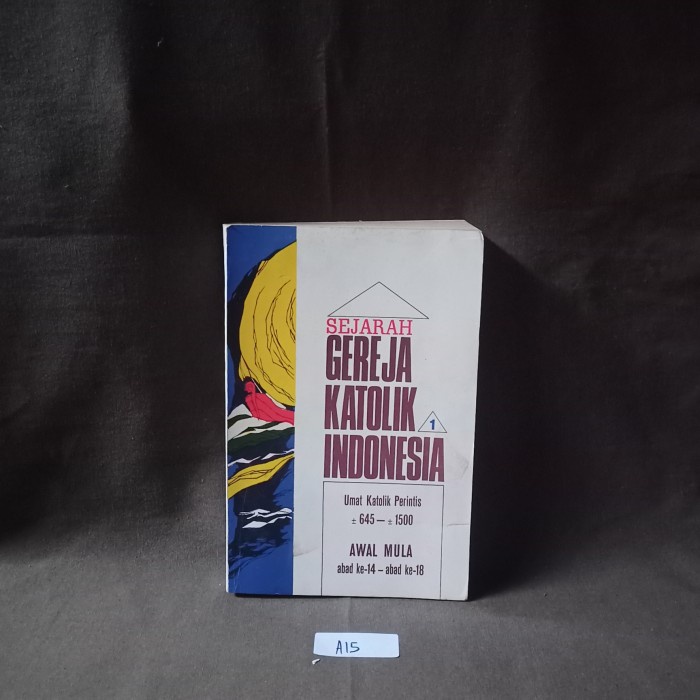 SEJARAH
GEREJA
KATOLIK
1
INDONESIA
Umat Katolik Perintis
± 645 – ± 1500
AWAL MULA
abad ke-14 – abad ke-18
A15